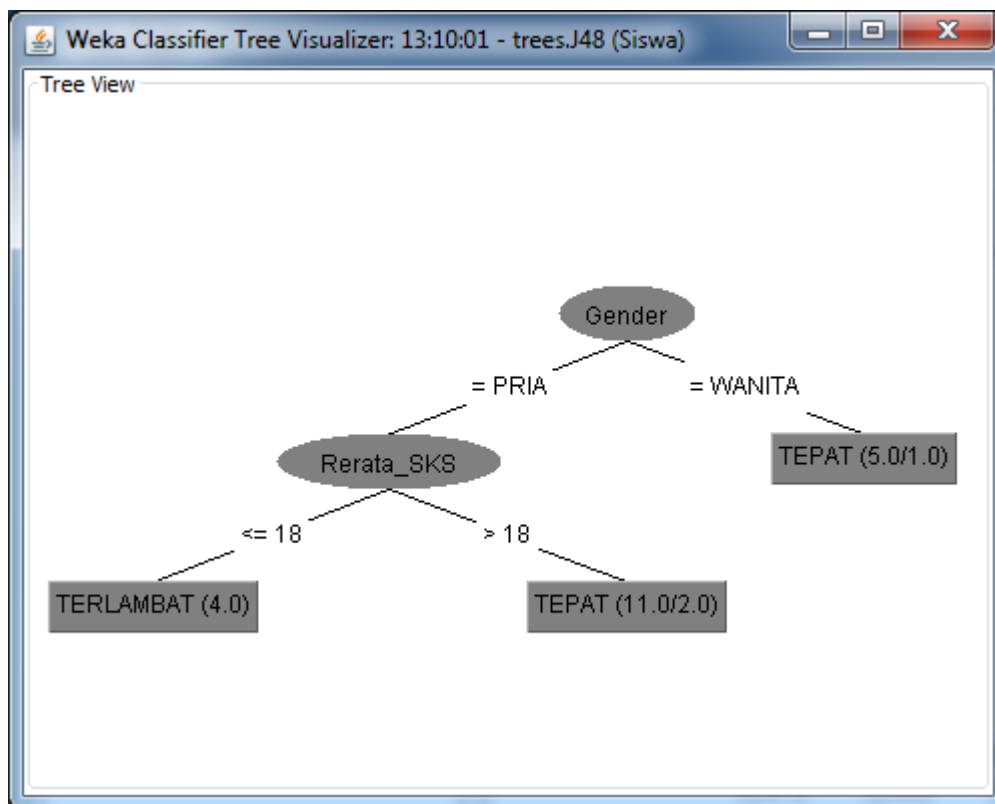 Weka Classifier Tree Visualizer: 13:10:01 - trees.J48 (Siswa)
Tree View
Gender
= PRIA
= WANITA
Rerata_SKS
TEPAT (5.0/1.0)
<= 18
> 18
TERLAMBAT (4.0)
TEPAT (11.0/2.0)